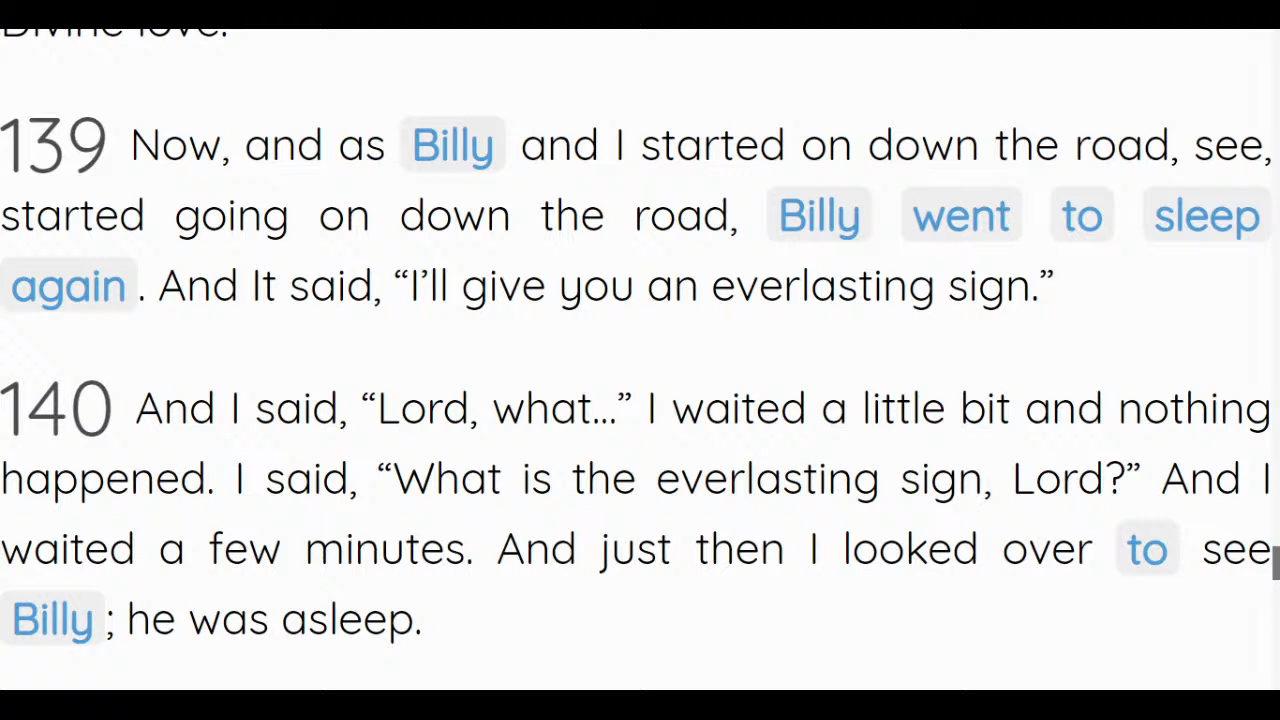 Divine love.
139 Now, and as Billy and I started on down the road, see,
started going on down the road, Billy went to sleep
again. And It said, “I’ll give you an everlasting sign.”
140 And I said, “Lord, what...” I waited a little bit and nothing
happened. I said, “What is the everlasting sign, Lord?” And I
waited a few minutes. And just then I looked over to see
Billy; he was asleep.